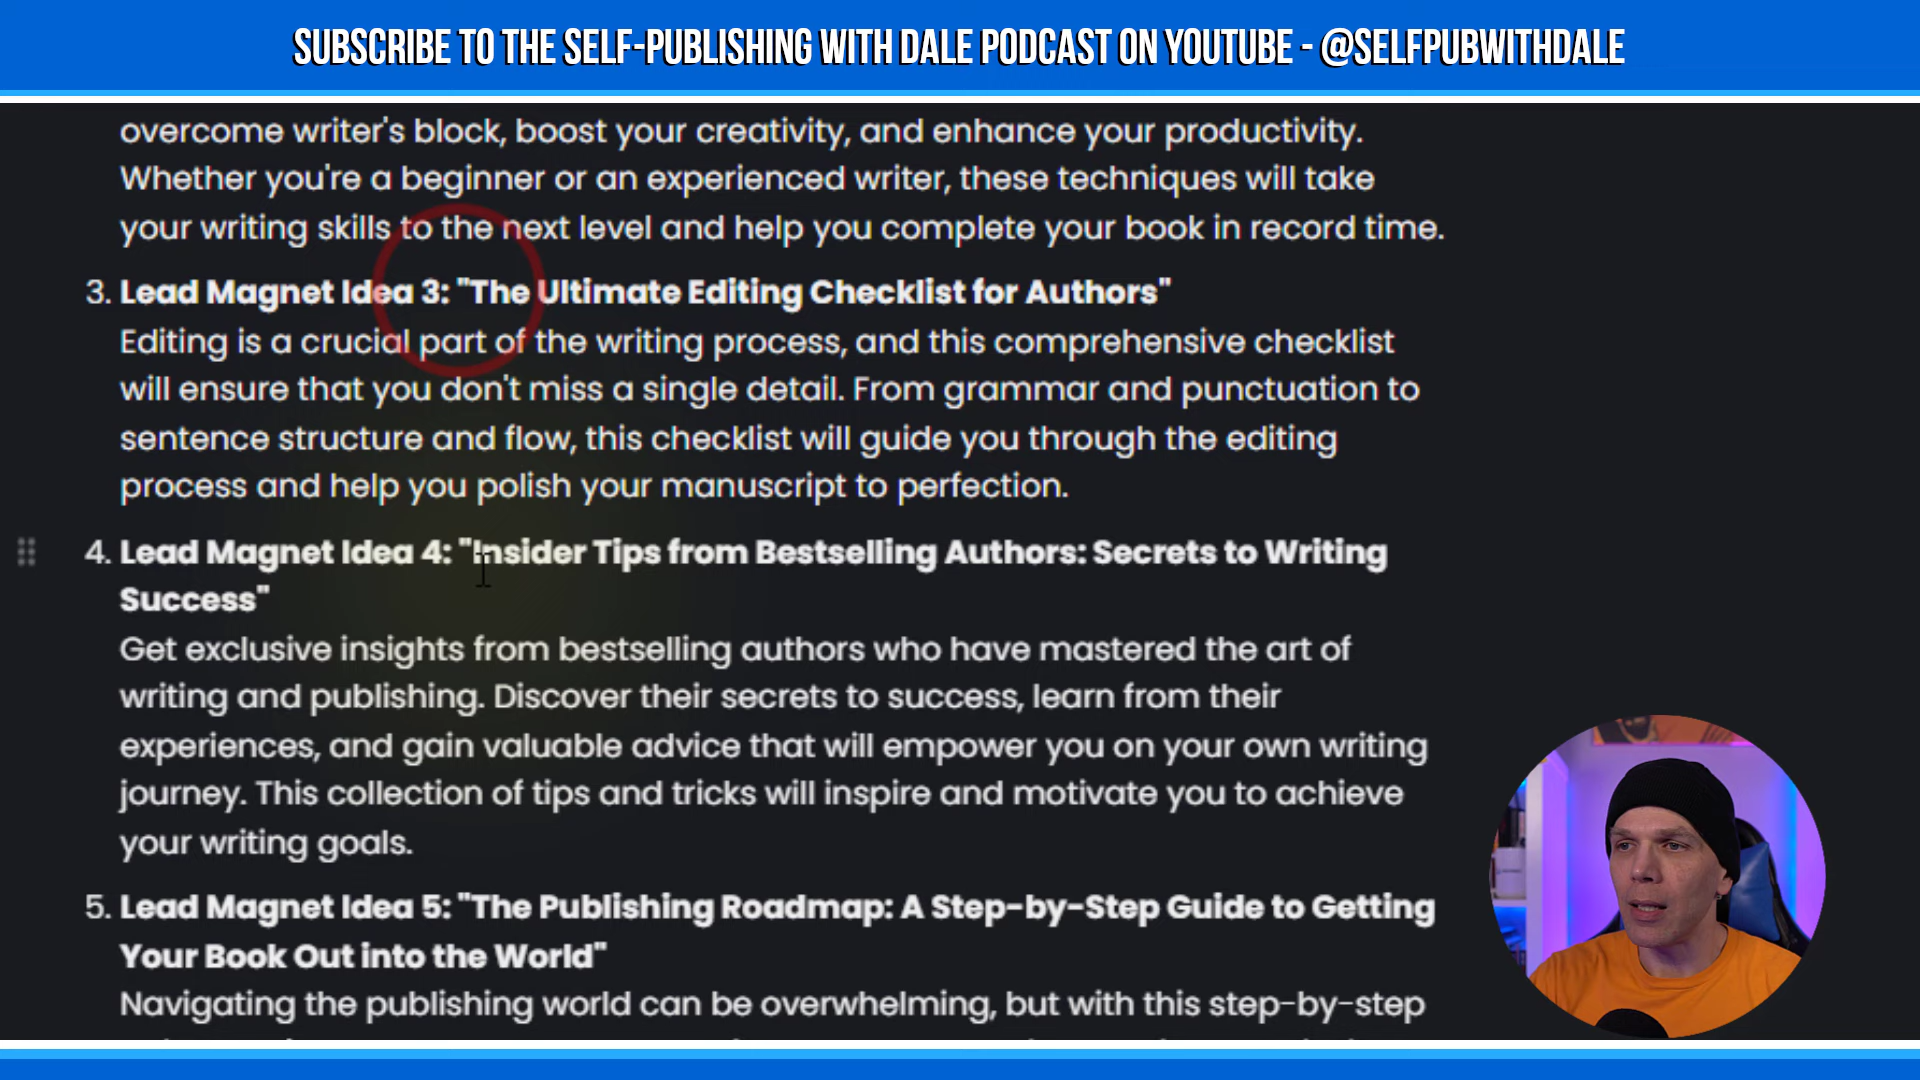 SUBSCRIBE TO THE SELF-PUBLISHING WITH DALE PODCAST ON YOUTUBE - @SELFPUBWITHDALE
overcome writer's block, boost your creativity, and enhance your productivity.
Whether you're a beginner or an experienced writer, these techniques will take
your writing skills to the next level and help you complete your book in record time.
3. Lead Magnet Idea 3: "The Ultimate Editing Checklist for Authors"
Editing is a crucial part of the writing process, and this comprehensive checklist
will ensure that you don't miss a single detail. From grammar and punctuation to
sentence structure and flow, this checklist will guide you through the editing
process and help you polish your manuscript to perfection.
4. Lead Magnet Idea 4: "Insider Tips from Bestselling Authors: Secrets to Writing
Success"
Get exclusive insights from bestselling authors who have mastered the art of
writing and publishing. Discover their secrets to success, learn from their
experiences, and gain valuable advice that will empower you on your own writing
journey. This collection of tips and tricks will inspire and motivate you to achieve
your writing goals.
5. Lead Magnet Idea 5: "The Publishing Roadmap: A Step-by-Step Guide to Getting
Your Book Out into the World"
Navigating the publishing world can be overwhelming, but with this step-by-step